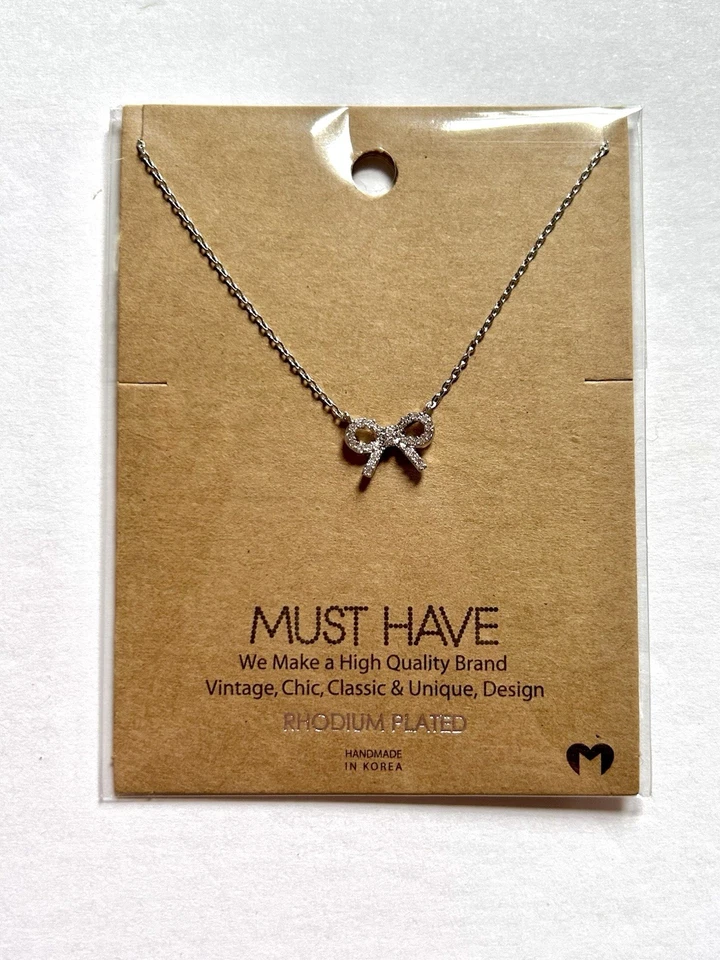 MUST HAVE
We Make a High Quality Brand
Vintage, Chic, Classic & Unique, Design
RHODIUM PLATED
HANDMADE
IN KOREA
M